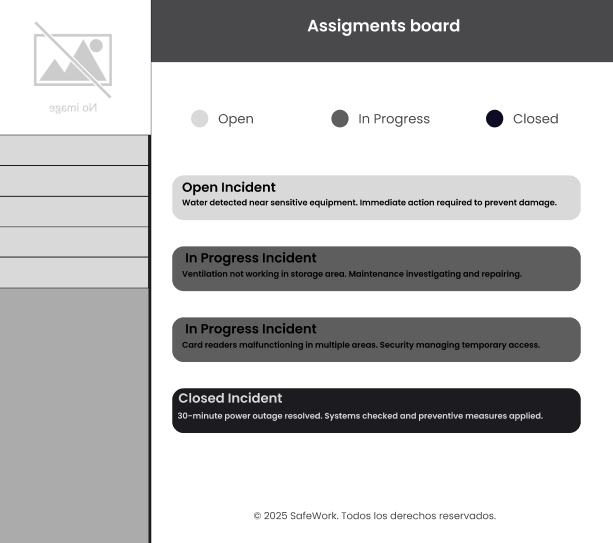 Assigments board
No image
Open
In Progress
Closed
Open Incident
Water detected near sensitive equipment. Immediate action required to prevent damage.
In Progress Incident
Ventilation not working in storage area. Maintenance investigating and repairing.
In Progress Incident
Card readers malfunctioning in multiple areas. Security managing temporary access.
Closed Incident
30-minute power outage resolved. Systems checked and preventive measures applied.
© 2025 SafeWork. Todos los derechos reservados.